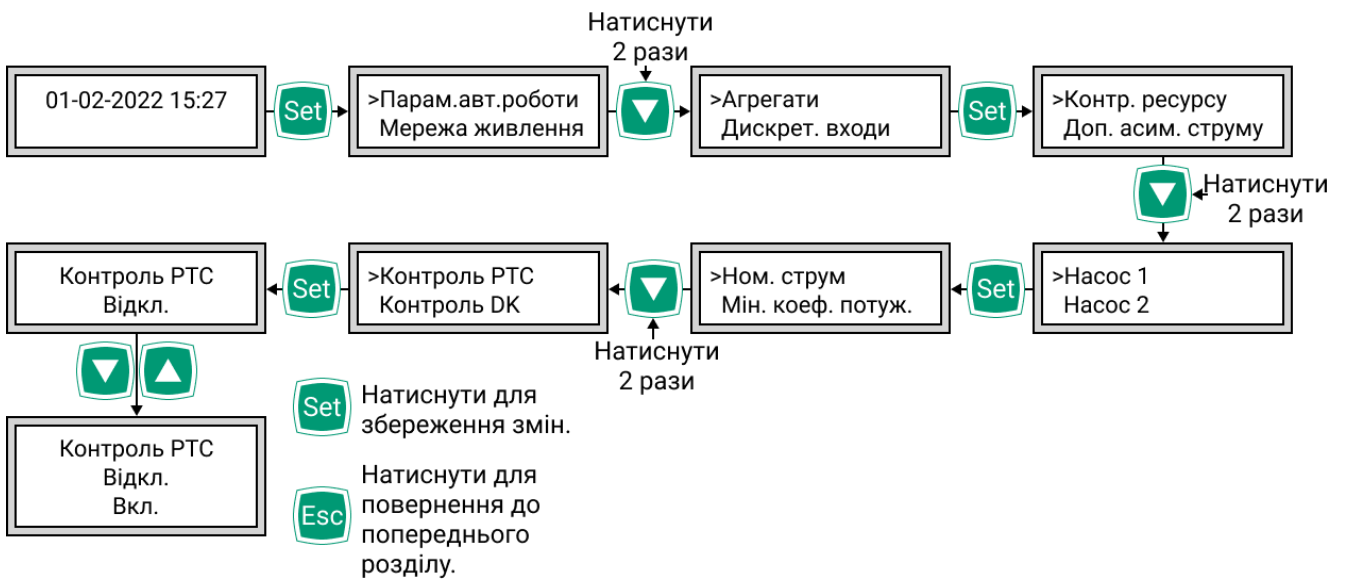 Натиснути
2 рази
01-02-2022 15:27
Set
>Парам.авт.роботи
Мережа живлення
>Агрегати
Дискрет. входи
Set
>Контр. ресурсу
Доп. асим. струму
Натиснути
2 рази
Контроль РТС
Відкл.
Set
>Контроль РТС
Контроль DK
>Ном. струм
Мін. коеф. потуж.
Set
>Насос 1
Насос 2
Натиснути
2 рази
Set
Натиснути для
збереження змін.
Контроль РТС
Відкл.
Вкл.
Esc
Натиснути для
повернення до
попереднього
розділу.